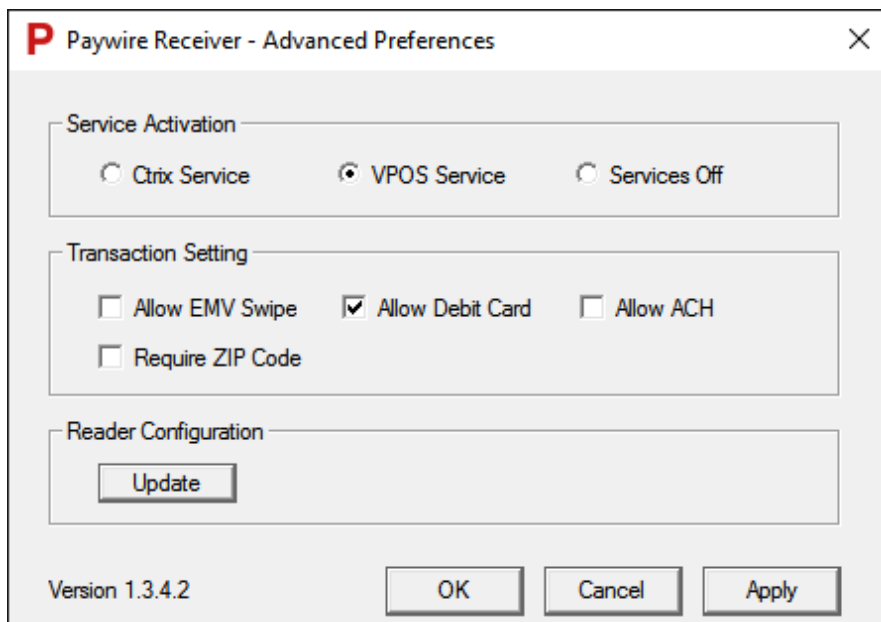 P Paywire Receiver - Advanced Preferences
Service Activation
Ctrix Service VPOS Service Services Off
Transaction Setting
Allow EMV Swipe Allow Debit Card Allow ACH
Require ZIP Code
Reader Configuration
Update
Version 1.3.4.2 OK Cancel Apply